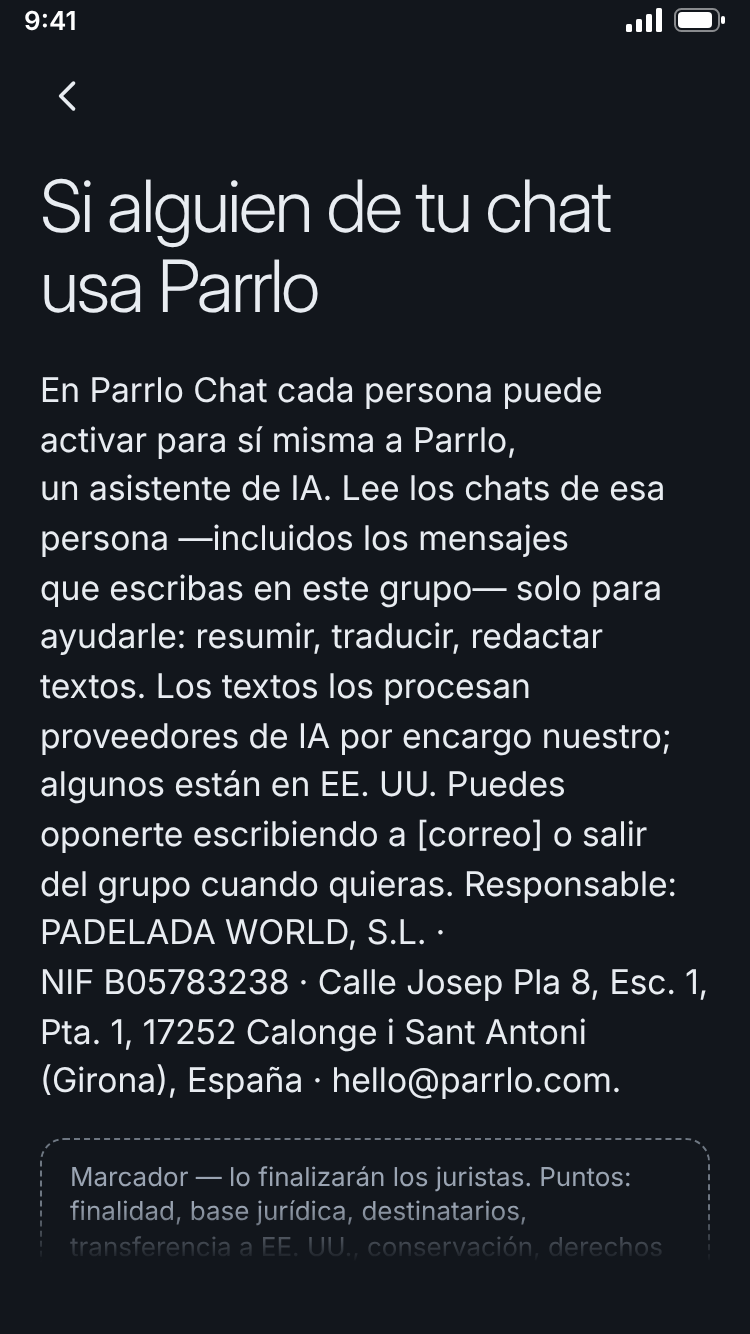 9:41
Si alguien de tu chat
usa Parrlo
En Parrlo Chat cada persona puede
activar para sí misma a Parrlo,
un asistente de IA. Lee los chats de esa
persona —incluidos los mensajes
que escribas en este grupo— solo para
ayudarle: resumir, traducir, redactar
textos. Los textos los procesan
proveedores de IA por encargo nuestro;
algunos están en EE. UU. Puedes
oponerte escribiendo a [correo] o salir
del grupo cuando quieras. Responsable:
PADELADA WORLD, S.L. ·
NIF B05783238 · Calle Josep Pla 8, Esc. 1,
Pta. 1, 17252 Calonge i Sant Antoni
(Girona), España · hello@parrlo.com.
Marcador — lo finalizarán los juristas. Puntos:
finalidad, base jurídica, destinatarios,
transferencia a EE. UU., conservación, derechos